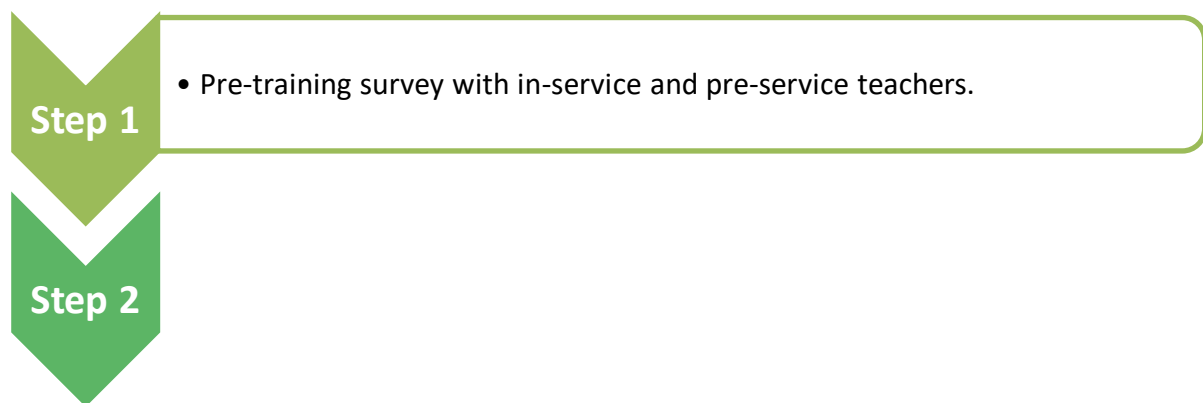 Step 1
• Pre-training survey with in-service and pre-service teachers.
Step 2